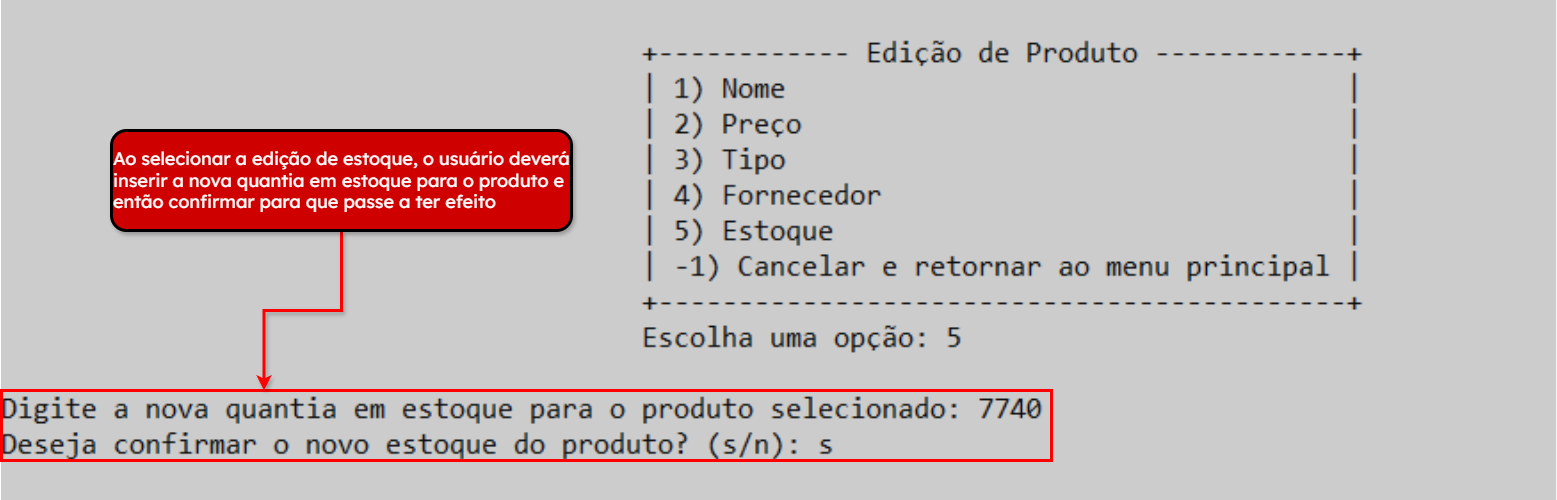 +------------ Edição de Produto ------------+
| 1) Nome |
| 2) Preço |
| 3) Tipo |
| 4) Fornecedor |
| 5) Estoque |
| -1) Cancelar e retornar ao menu principal |
+-------------------------------------------+
Escolha uma opção: 5
Ao selecionar a edição de estoque, o usuário deverá
inserir a nova quantia em estoque para o produto e
então confirmar para que passe a ter efeito
Digite a nova quantia em estoque para o produto selecionado: 7740
Deseja confirmar o novo estoque do produto? (s/n): s